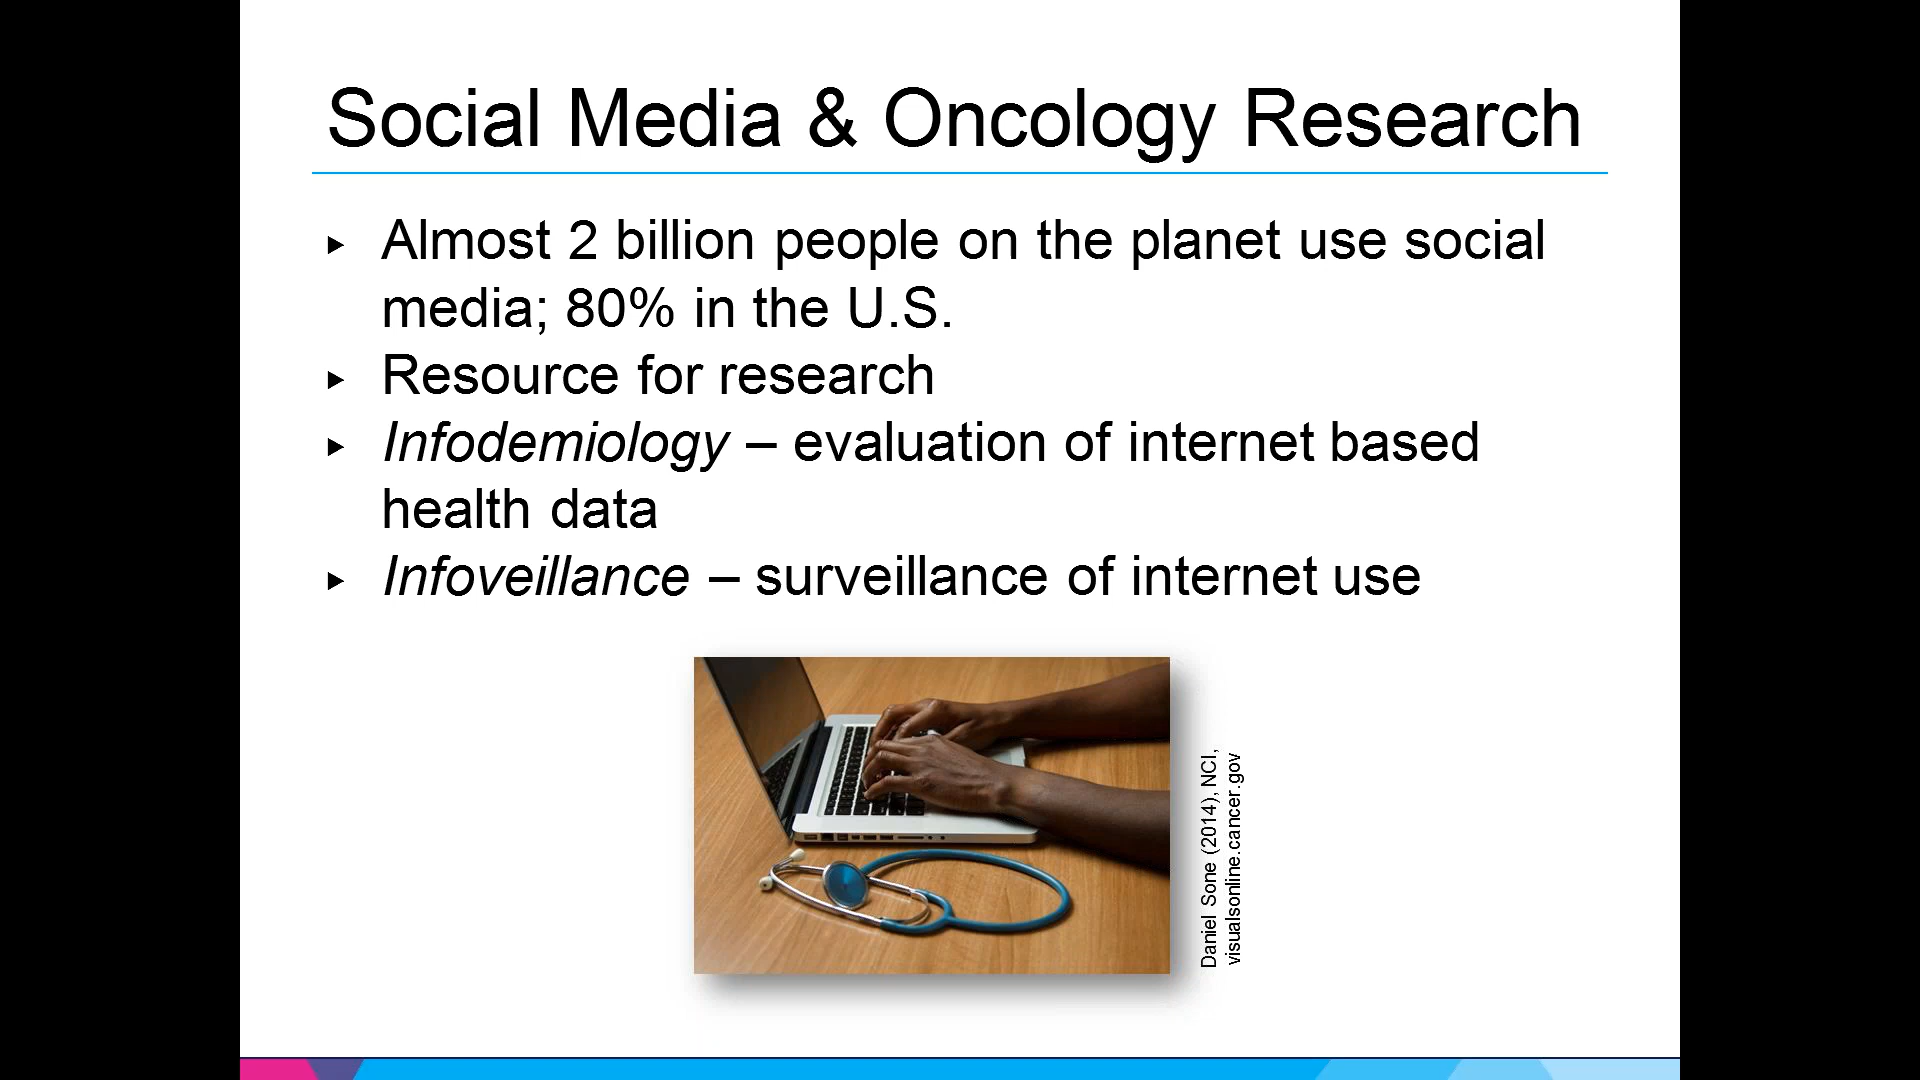 Social Media & Oncology Research
▸ Almost 2 billion people on the planet use social
media; 80% in the U.S.
▸ Resource for research
▸ Infodemiology – evaluation of internet based
health data
▸ Infoveillance – surveillance of internet use
Daniel Sone (2014), NCI,
visualsonline.cancer.gov